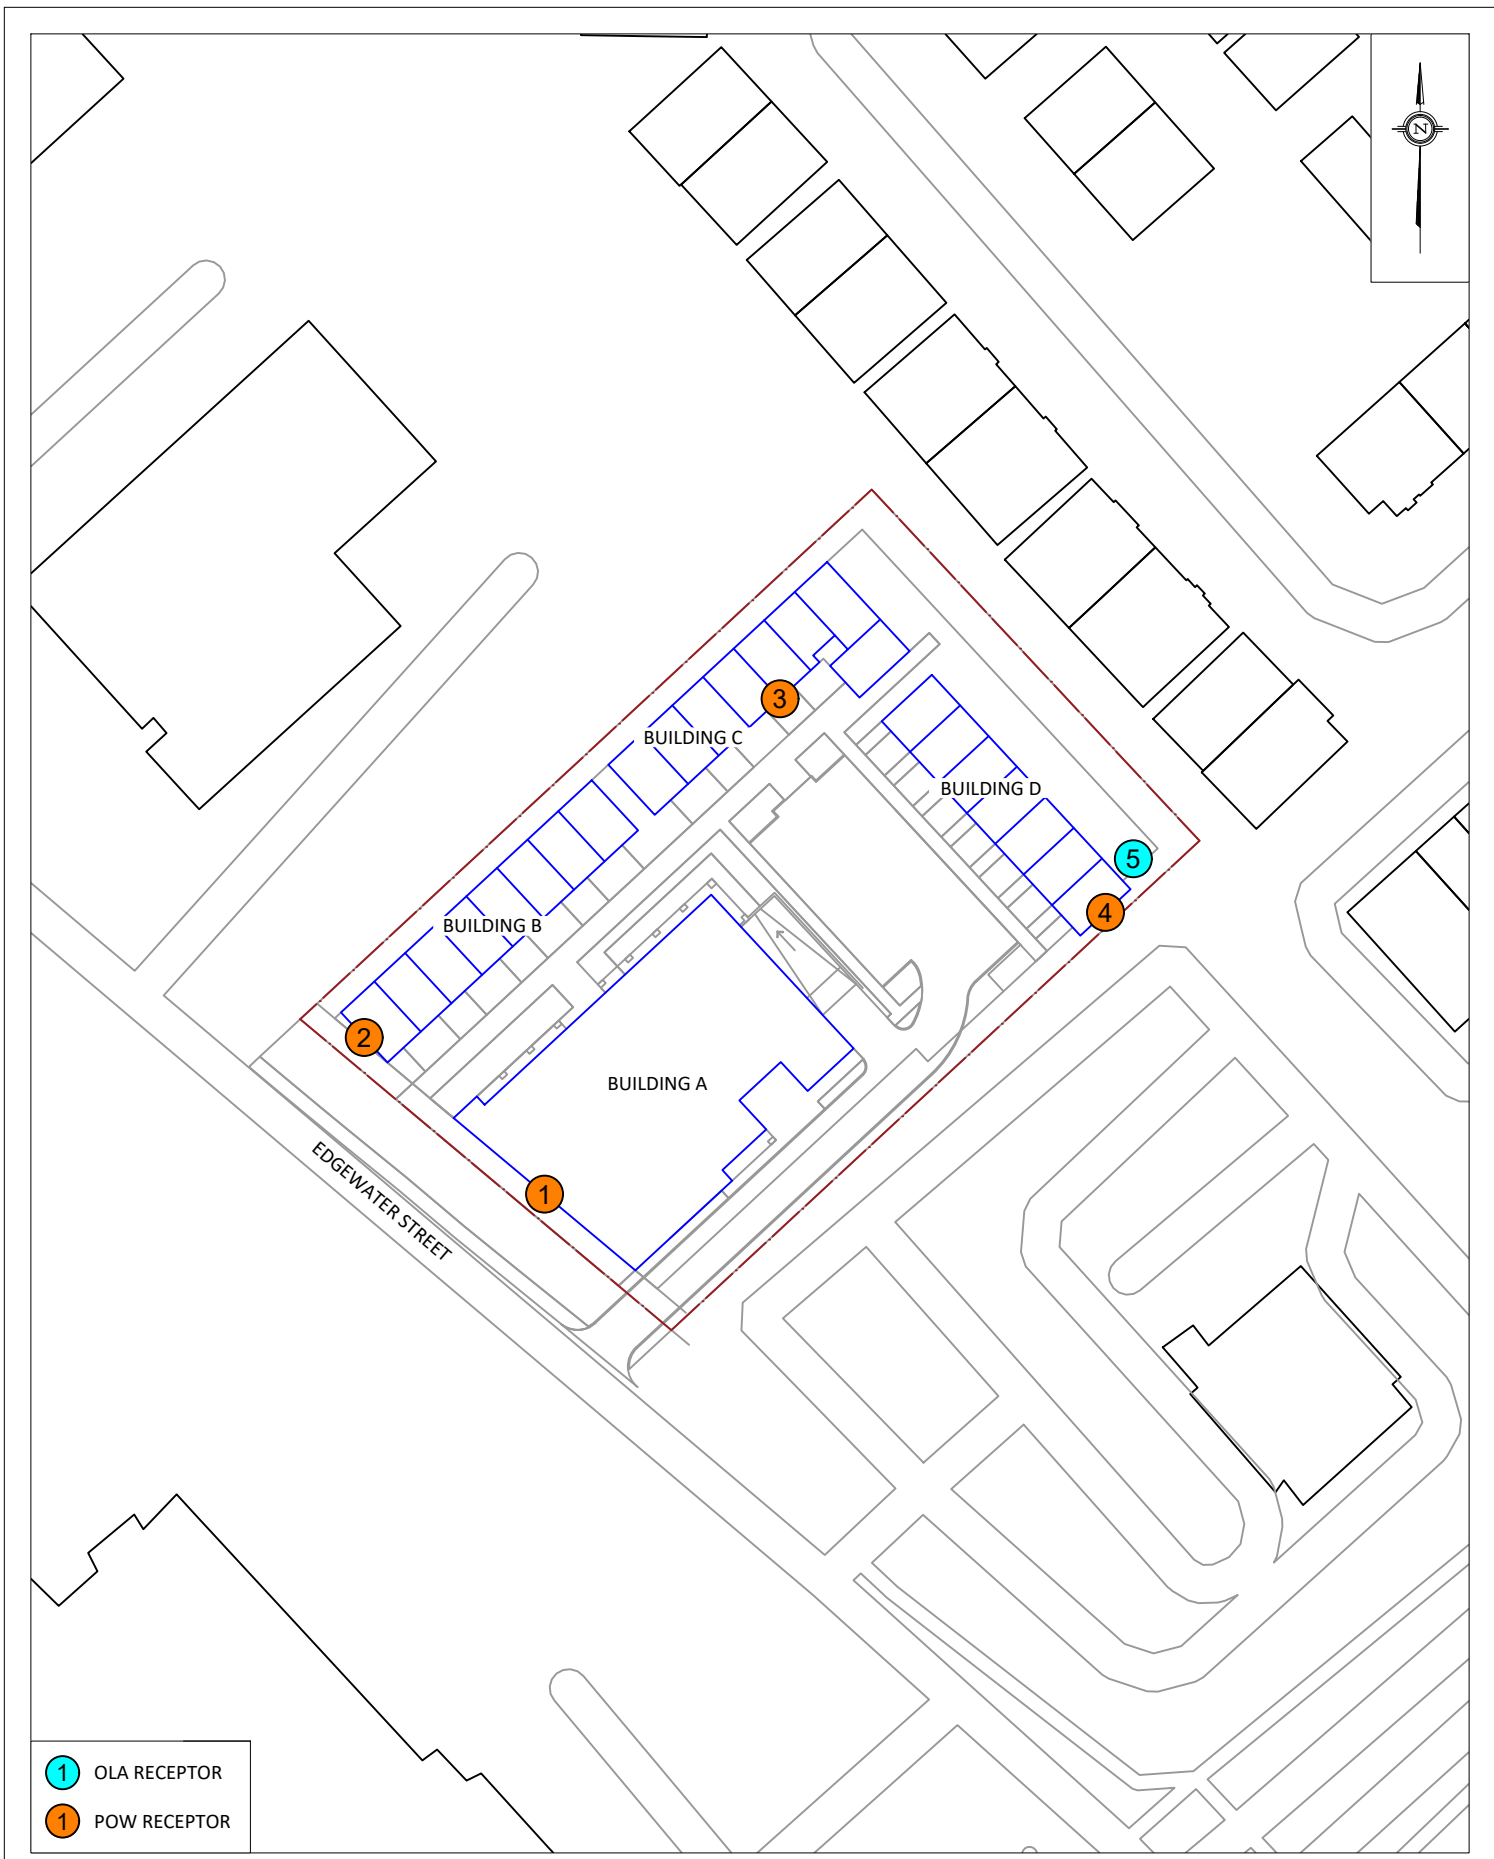 N
3
BUILDING C
BUILDING D
5
4
BUILDING B
2
BUILDING A
1
EDGEWATER STREET
1 OLA RECEPTOR
1 POW RECEPTOR